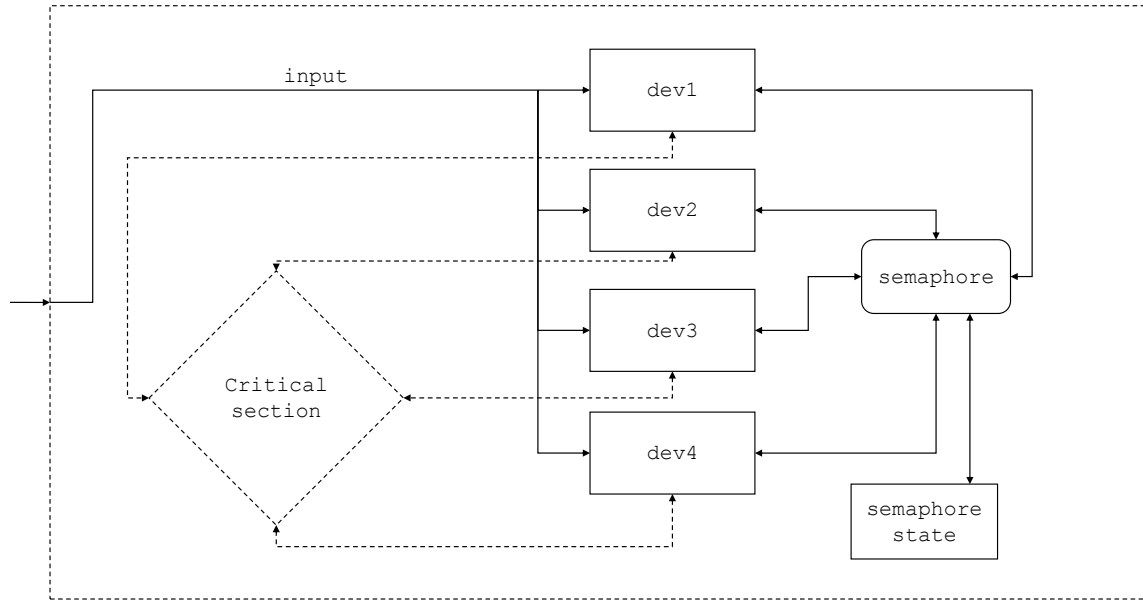 input
dev1
dev2
semaphore
dev3
Critical
section
dev4
semaphore
state